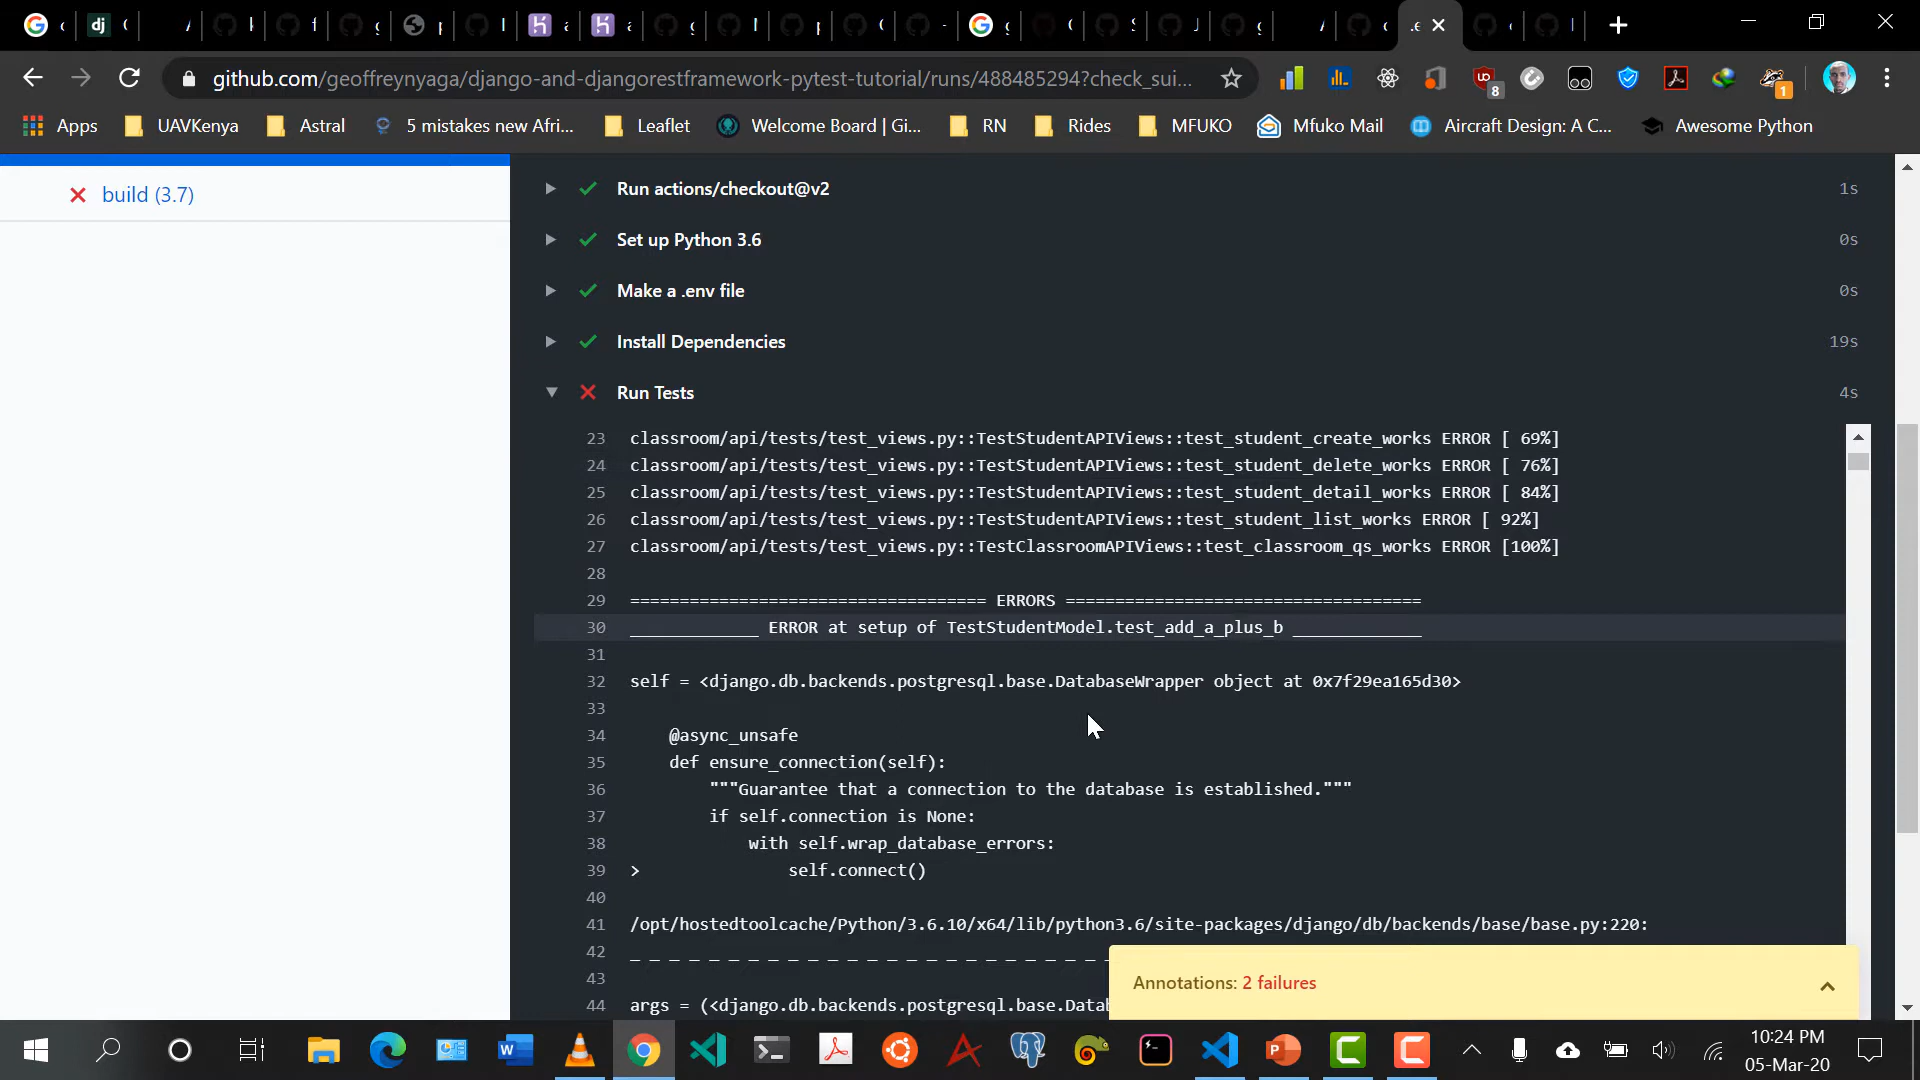 github.com/geoffreynyaga/django-and-djangorestframework-pytest-tutorial/runs/488485294?check_sui...
8
1
Apps
UAVKenya
Astral
5 mistakes new Afri...
Leaflet
Welcome Board | Gi...
RN
Rides
MFUKO
Mfuko Mail
Aircraft Design: A C...
Awesome Python
build (3.7)
Run actions/checkout@v2 1s
Set up Python 3.6 0s
Make a .env file 0s
Install Dependencies 19s
Run Tests 4s
23 classroom/api/tests/test_views.py::TestStudentAPIViews::test_student_create_works ERROR [ 69%]
24 classroom/api/tests/test_views.py::TestStudentAPIViews::test_student_delete_works ERROR [ 76%]
25 classroom/api/tests/test_views.py::TestStudentAPIViews::test_student_detail_works ERROR [ 84%]
26 classroom/api/tests/test_views.py::TestStudentAPIViews::test_student_list_works ERROR [ 92%]
27 classroom/api/tests/test_views.py::TestClassroomAPIViews::test_classroom_qs_works ERROR [100%]
28
29 ==================================== ERRORS ====================================
30 _____________ ERROR at setup of TestStudentModel.test_add_a_plus_b _____________
31
32 self = <django.db.backends.postgresql.base.DatabaseWrapper object at 0x7f29ea165d30>
33
34 @async_unsafe
35 def ensure_connection(self):
36 """Guarantee that a connection to the database is established."""
37 if self.connection is None:
38 with self.wrap_database_errors:
39 > self.connect()
40
41 /opt/hostedtoolcache/Python/3.6.10/x64/lib/python3.6/site-packages/django/db/backends/base/base.py:220:
42 _ _ _ _ _ _ _ _ _ _ _ _ _ _ _ _ _ _ _ _ _ _ _ _ _
43
44 args = (<django.db.backends.postgresql.base.Datab
Annotations: 2 failures
10:24 PM
05-Mar-20